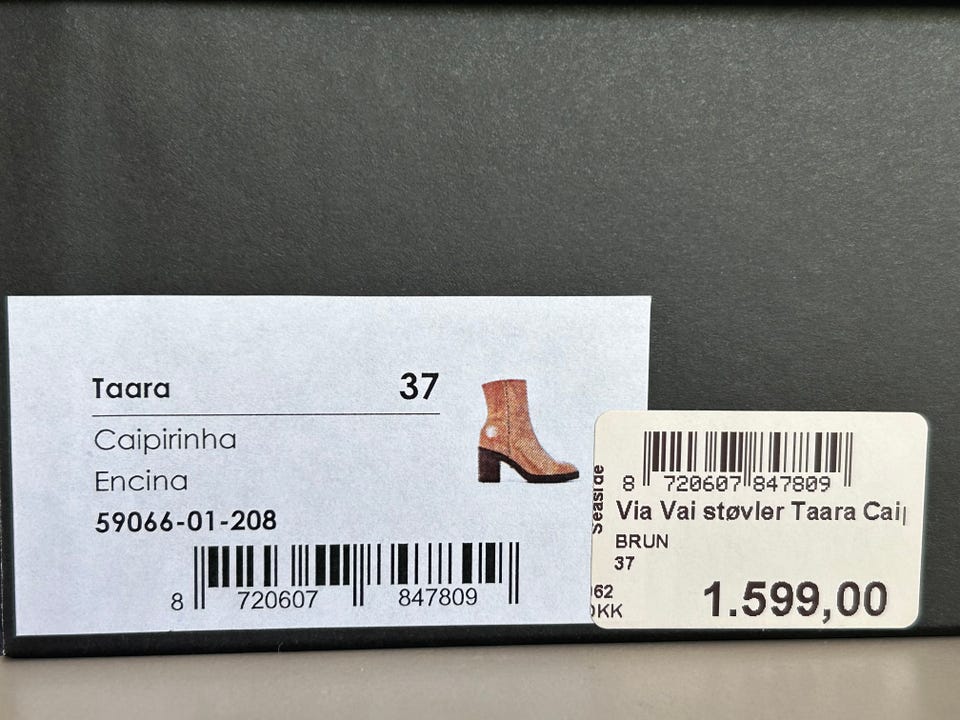 Taara 37
Caipirinha
Encina
59066-01-208
8 720607 847809
8 720607 847809
Seaside
Via Vai støvler Taara Cai
BRUN
37
62
DKK
1.599,00